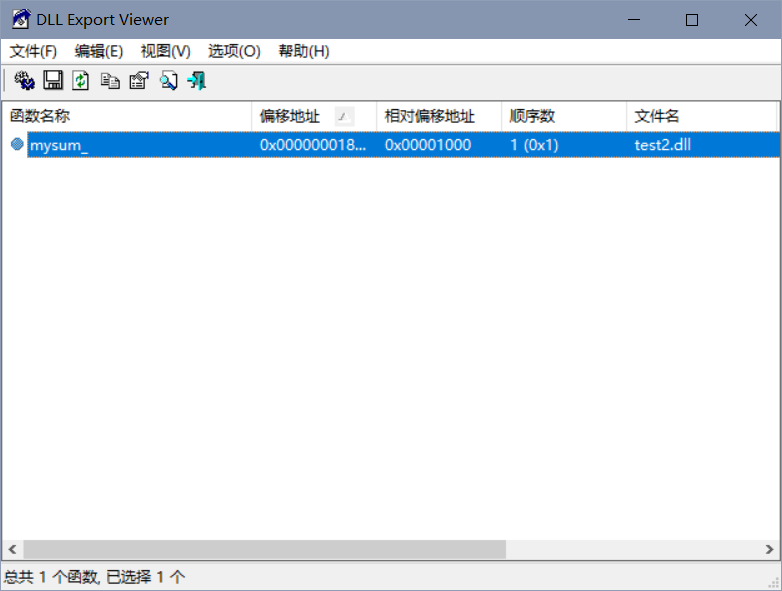 DLL Export Viewer
文件(F) 编辑(E) 视图(V) 选项(O) 帮助(H)
函数名称 偏移地址 相对偏移地址 顺序数 文件名
mysum_ 0x000000018... 0x00001000 1 (0x1) test2.dll
总共 1 个函数, 已选择 1 个